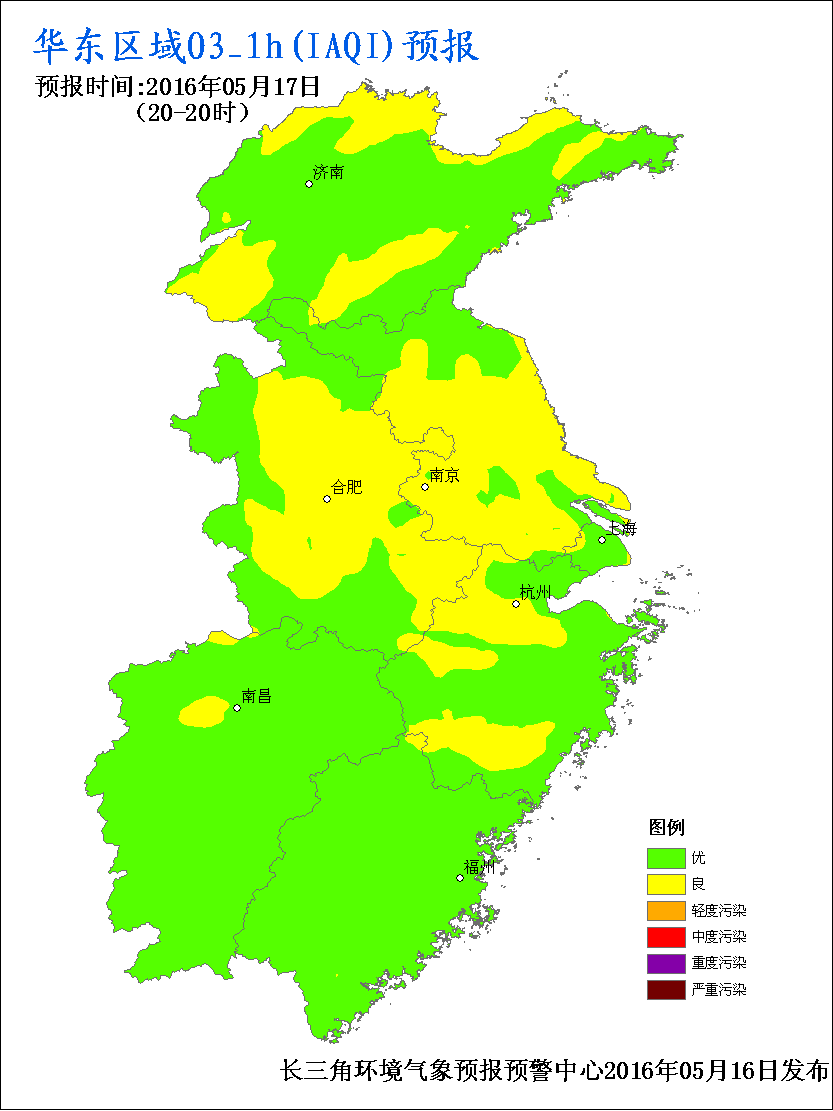 华东区域O3_1h(IAQI)预报
预报时间:2016年05月17日
(20-20时)
济南
南京
合肥
上海
杭州
南昌
福州
图例
优
良
轻度污染
中度污染
重度污染
严重污染
长三角环境气象预报预警中心2016年05月16日发布